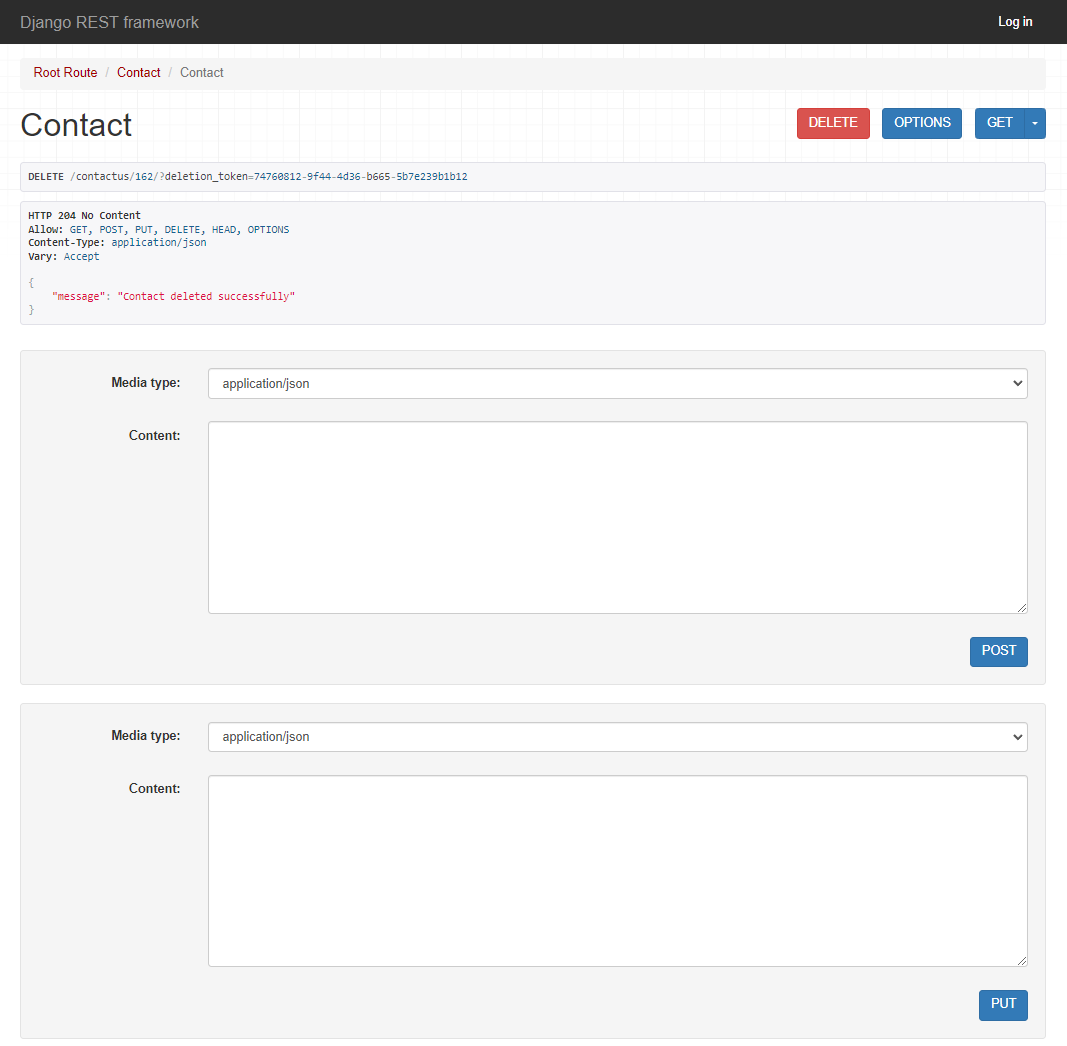 Django REST framework
Log in
Root Route / Contact / Contact
Contact
DELETE
OPTIONS
GET
DELETE /contactus/162/?deletion_token=74760812-9f44-4d36-b665-5b7e239b1b12
HTTP 204 No Content
Allow: GET, POST, PUT, DELETE, HEAD, OPTIONS
Content-Type: application/json
Vary: Accept
{
"message": "Contact deleted successfully"
}
Media type:
application/json
Content:
POST
Media type:
application/json
Content:
PUT